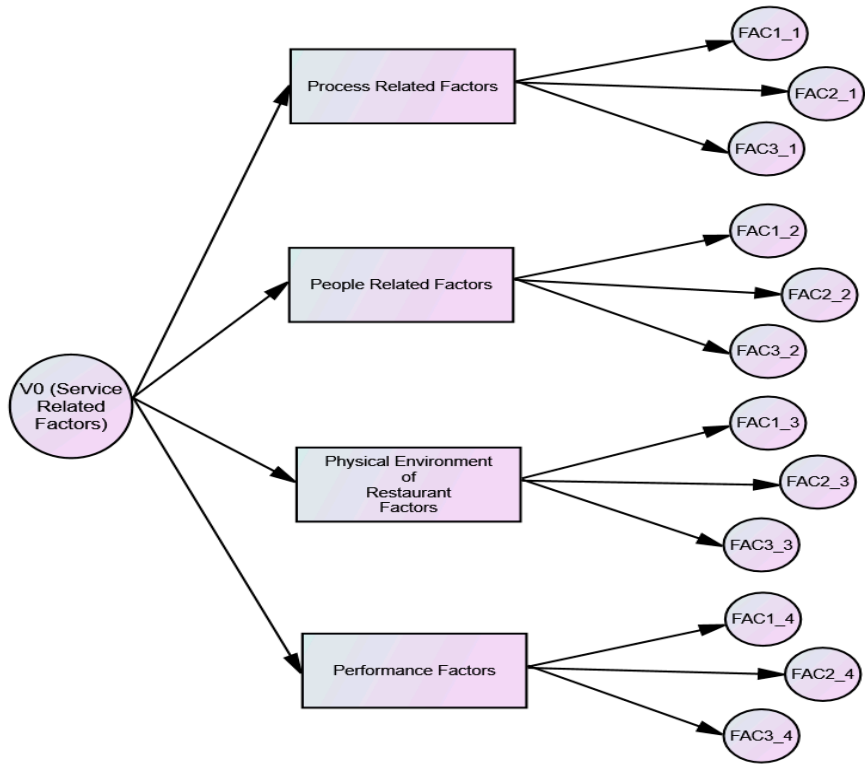 V0 (Service
Related
Factors)
Process Related Factors
FAC1_1
FAC2_1
FAC3_1
People Related Factors
FAC1_2
FAC2_2
FAC3_2
Physical Environment
of
Restaurant
Factors
FAC1_3
FAC2_3
FAC3_3
Performance Factors
FAC1_4
FAC2_4
FAC3_4